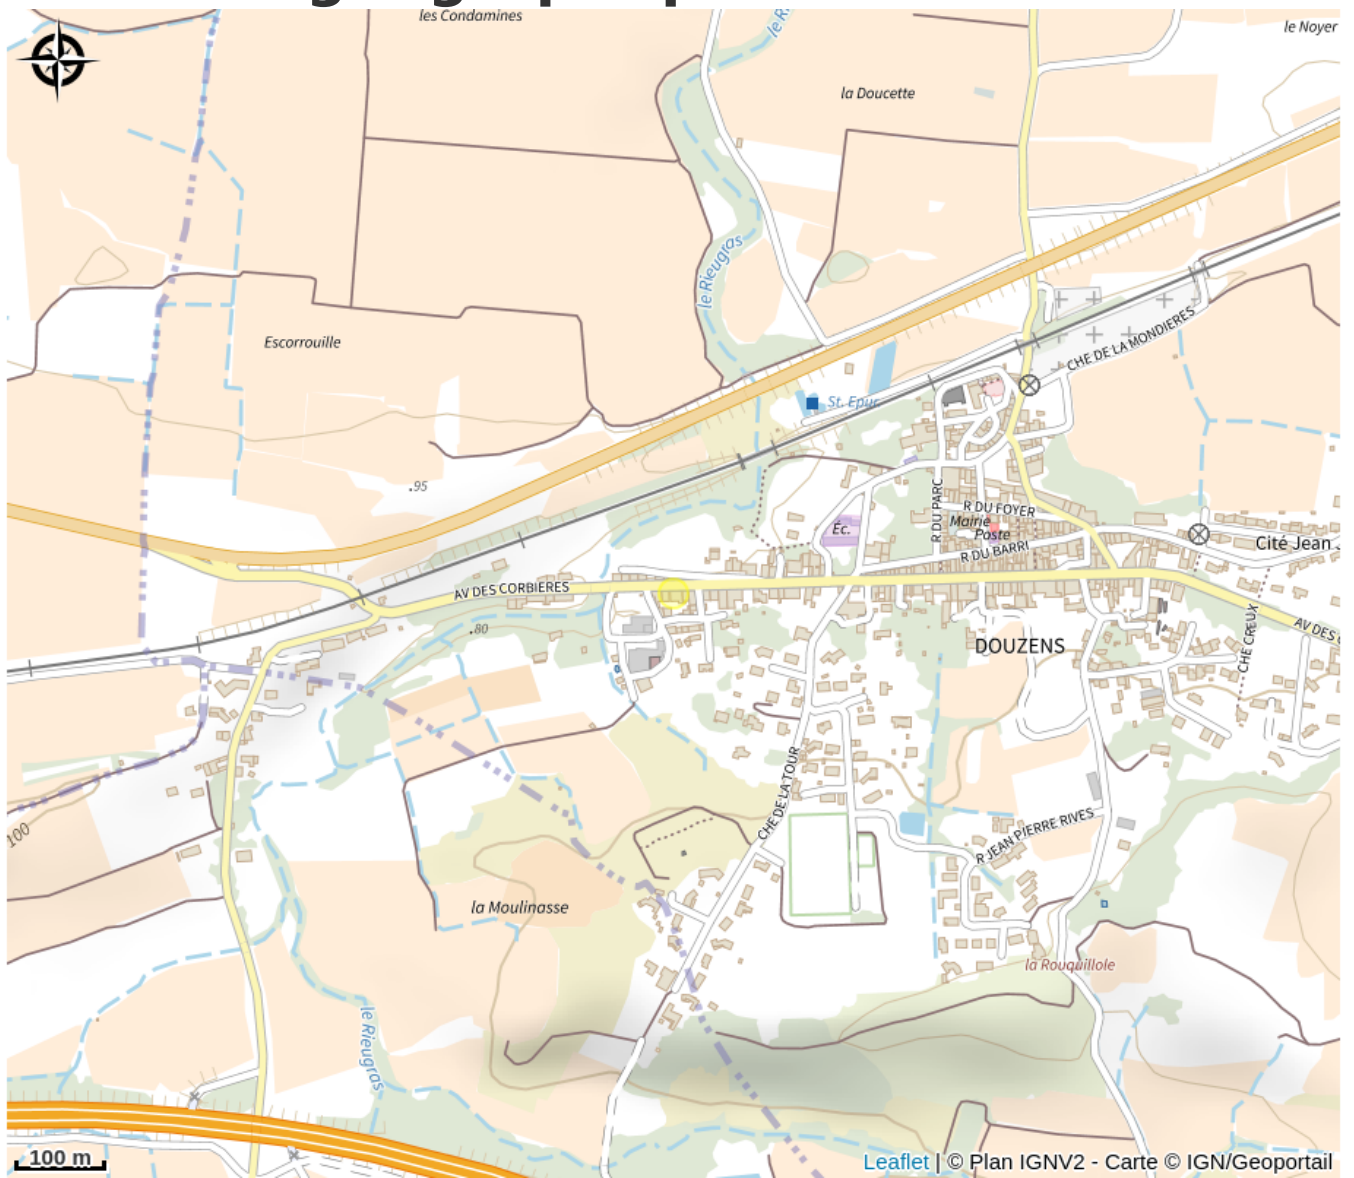 les Condamines
le R
le Noyer
la Doucette
le Rieugras
Escorrouille
CHE DE LA MONDIERES
St. Epur.
.95
R DU PARC
R DU FOYER
Mairie
Poste
Éc.
R DU BARRI
Cité Jean
AV DES CORBIERES
.80
DOUZENS
CHE CREUX
AV DES
CHE DE LA TOUR
100
R JEAN PIERRE RIVES
la Moulinasse
la Rouquillole
le Rieugras
100 m
Leaflet | © Plan IGNV2 - Carte © IGN/Geoportail